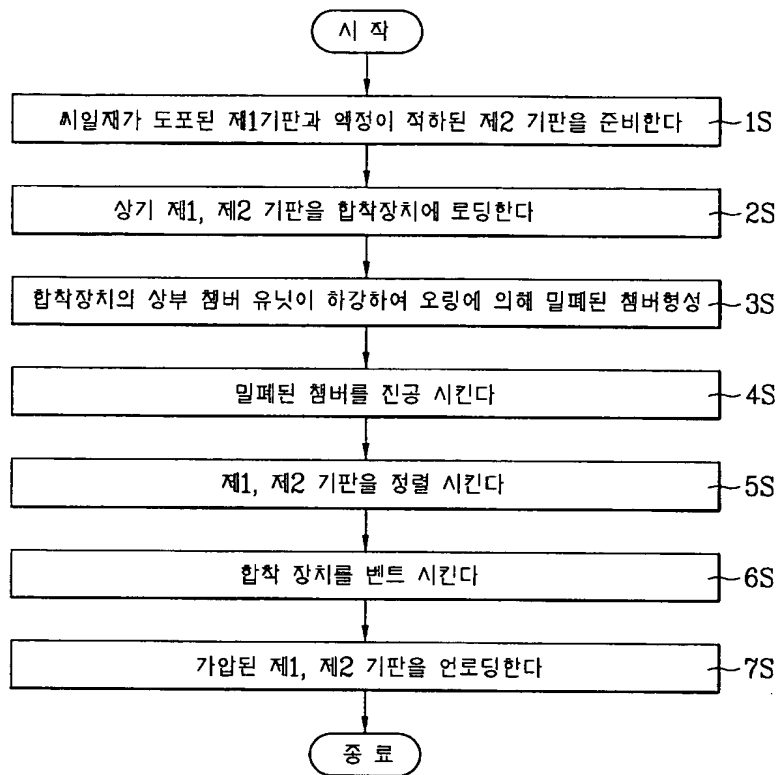 시 작
씨일재가 도포된 제1기판과 액정이 적하된 제2 기판을 준비한다
1S
상기 제1, 제2 기판을 합착장치에 로딩한다
2S
합착장치의 상부 챔버 유닛이 하강하여 오링에 의해 밀폐된 챔버형성
3S
밀폐된 챔버를 진공 시킨다
4S
제1, 제2 기판을 정렬 시킨다
5S
합착 장치를 벤트 시킨다
6S
가압된 제1, 제2 기판을 언로딩한다
7S
종 료